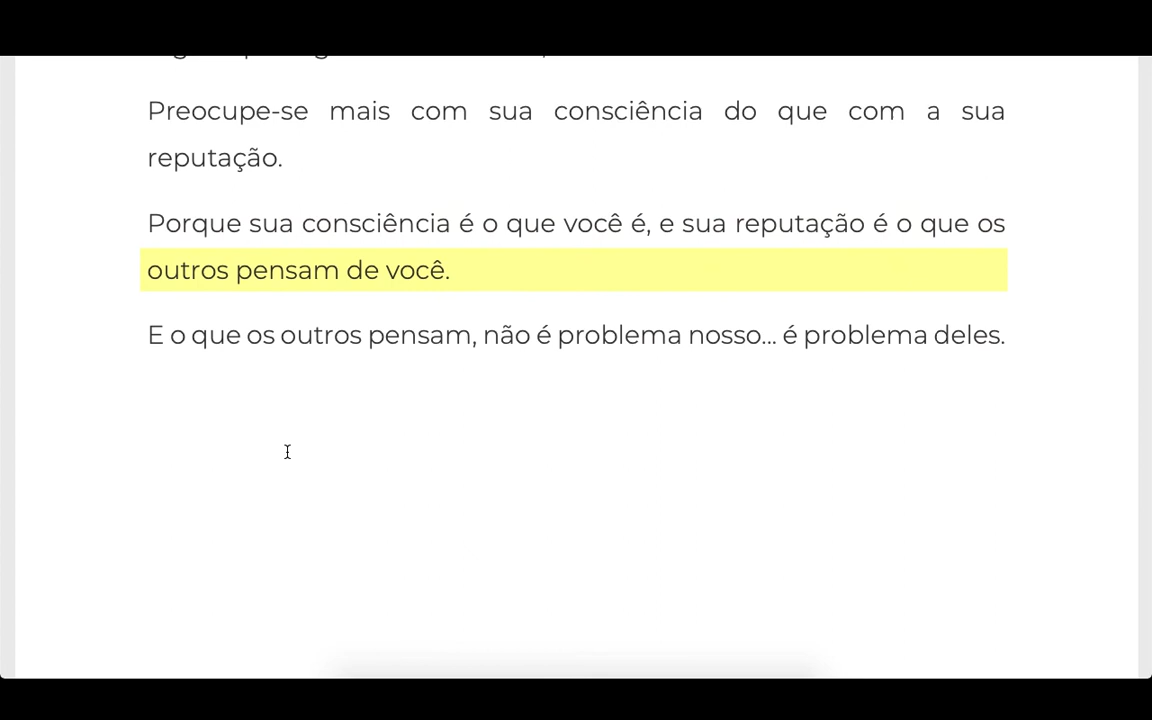 Preocupe-se mais com sua consciência do que com a sua
reputação.
Porque sua consciência é o que você é, e sua reputação é o que os
outros pensam de você.
E o que os outros pensam, não é problema nosso... é problema deles.